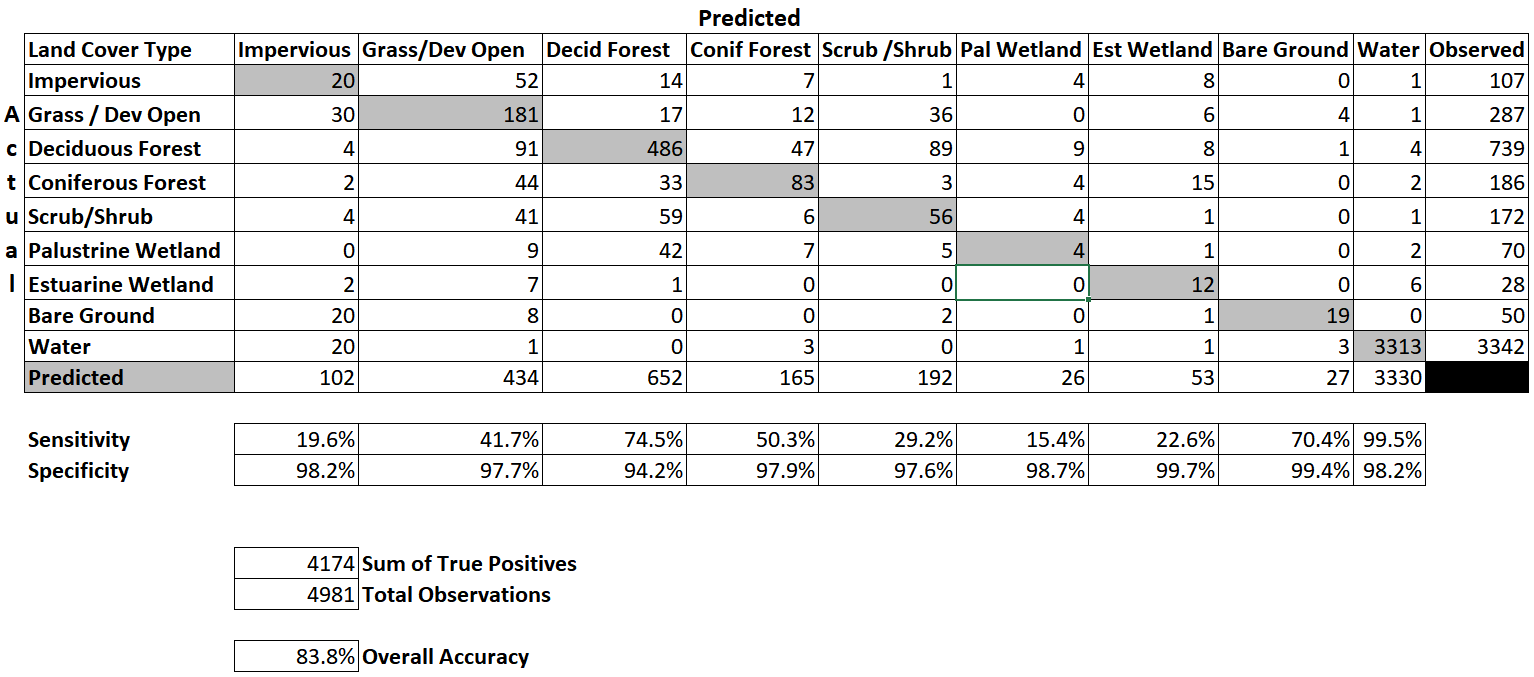 Predicted
Land Cover Type Impervious Grass/Dev Open Decid Forest Conif Forest Scrub /Shrub Pal Wetland Est Wetland Bare Ground Water Observed
Impervious 20 52 14 7 1 4 8 0 1 107
A Grass / Dev Open 30 181 17 12 36 0 6 4 1 287
c Deciduous Forest 4 91 486 47 89 9 8 1 4 739
t Coniferous Forest 2 44 33 83 3 4 15 0 2 186
u Scrub/Shrub 4 41 59 6 56 4 1 0 1 172
a Palustrine Wetland 0 9 42 7 5 4 1 0 2 70
l Estuarine Wetland 2 7 1 0 0 0 12 0 6 28
Bare Ground 20 8 0 0 2 0 1 19 0 50
Water 20 1 0 3 0 1 1 3 3313 3342
Predicted 102 434 652 165 192 26 53 27 3330
Sensitivity 19.6% 41.7% 74.5% 50.3% 29.2% 15.4% 22.6% 70.4% 99.5%
Specificity 98.2% 97.7% 94.2% 97.9% 97.6% 98.7% 99.7% 99.4% 98.2%
4174 Sum of True Positives
4981 Total Observations
83.8% Overall Accuracy